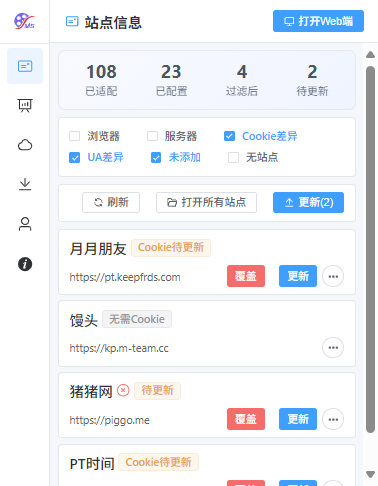 MS
站点信息
打开Web端
108 23 4 2
已适配 已配置 过滤后 待更新
浏览器 服务器 Cookie差异
UA差异 未添加 无站点
刷新 打开所有站点 更新(2)
月月朋友 Cookie待更新
https://pt.keepfrds.com 覆盖 更新
馒头 无需Cookie
https://kp.m-team.cc
猪猪网 待更新
https://piggo.me 覆盖 更新
PT时间 Cookie待更新